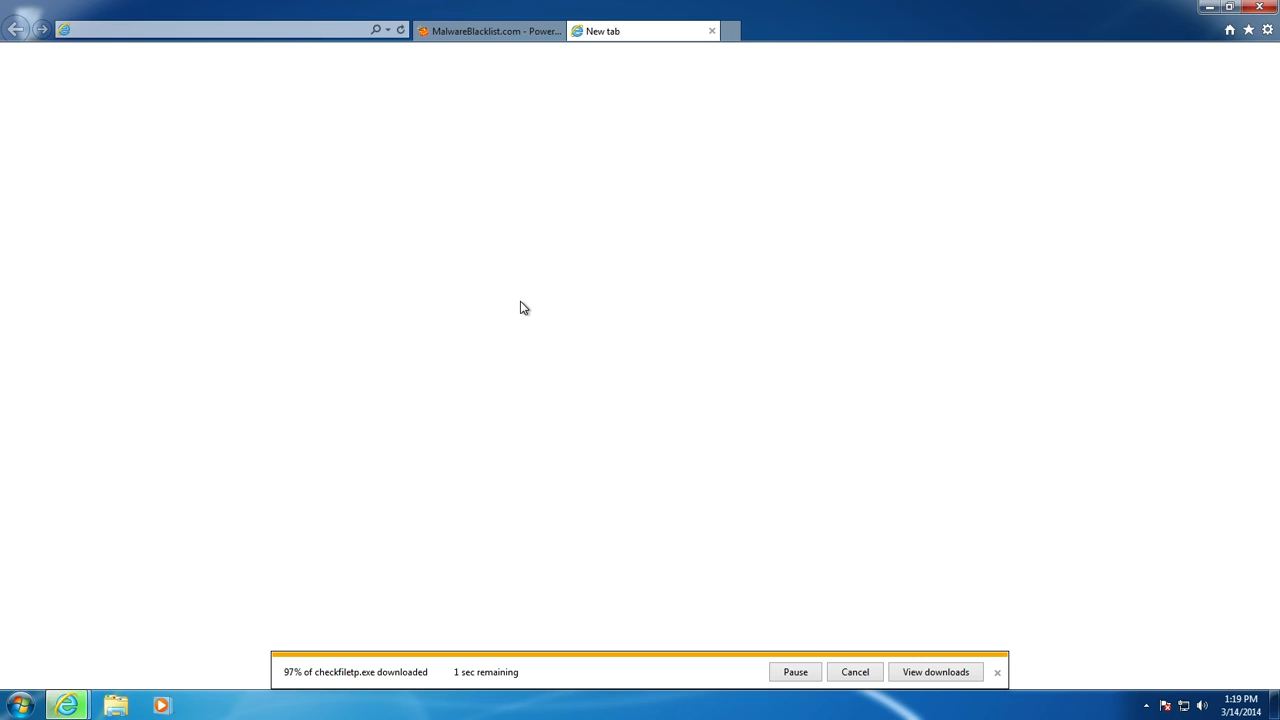 MalwareBlacklist.com - Power...
New tab
97% of checkfiletp.exe downloaded
1 sec remaining
Pause
Cancel
View downloads
1:19 PM
3/14/2014